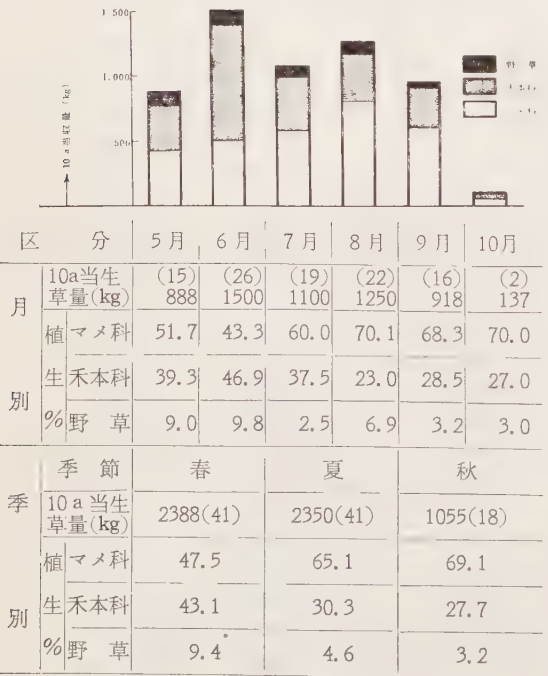 1 500
1.000
500
10a当収量 (kg)
野草
区 分 5月 6月 7月 8月 9月 10月
月別
10a当生草量(kg) (15) 888 (26) 1500 (19) 1100 (22) 1250 (16) 918 (2) 137
植生%
マメ科 51.7 43.3 60.0 70.1 68.3 70.0
禾本科 39.3 46.9 37.5 23.0 28.5 27.0
野草 9.0 9.8 2.5 6.9 3.2 3.0
季別
季節 春 夏 秋
10a当生草量(kg) 2388(41) 2350(41) 1055(18)
植生%
マメ科 47.5 65.1 69.1
禾本科 43.1 30.3 27.7
野草 9.4 4.6 3.2